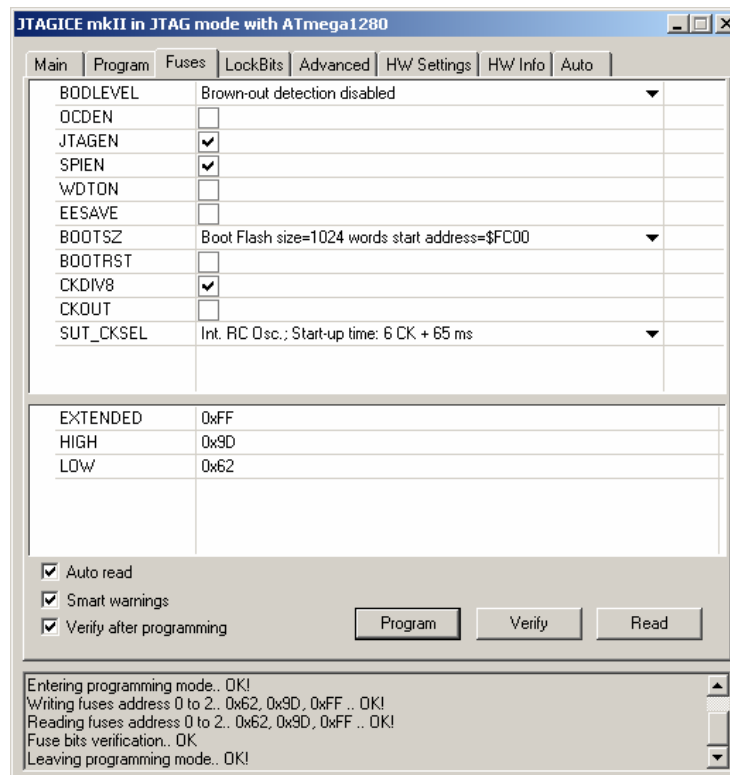 JTAGICE mkII in JTAG mode with ATmega1280
Main Program Fuses LockBits Advanced HW Settings HW Info Auto
BODLEVEL Brown-out detection disabled
OCDEN
JTAGEN
SPIEN
WDTON
EESAVE
BOOTSZ Boot Flash size=1024 words start address=$FC00
BOOTRST
CKDIV8
CKOUT
SUT_CKSEL Int. RC Osc.; Start-up time: 6 CK + 65 ms
EXTENDED 0xFF
HIGH 0x9D
LOW 0x62
Auto read
Smart warnings
Verify after programming
Program Verify Read
Entering programming mode.. OK!
Writing fuses address 0 to 2.. 0x62, 0x9D, 0xFF .. OK!
Reading fuses address 0 to 2.. 0x62, 0x9D, 0xFF .. OK!
Fuse bits verification.. OK
Leaving programming mode.. OK!